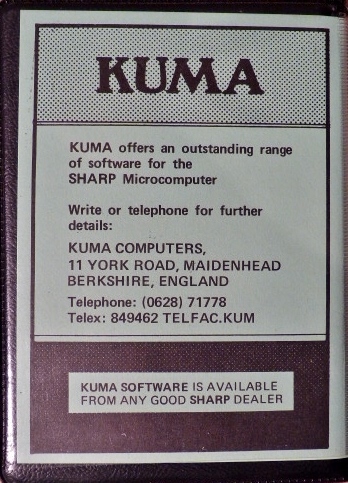 KUMA
KUMA offers an outstanding range
of software for the
SHARP Microcomputer
Write or telephone for further
details:
KUMA COMPUTERS,
11 YORK ROAD, MAIDENHEAD
BERKSHIRE, ENGLAND
Telephone: (0628) 71778
Telex: 849462 TELFAC.KUM
KUMA SOFTWARE IS AVAILABLE
FROM ANY GOOD SHARP DEALER